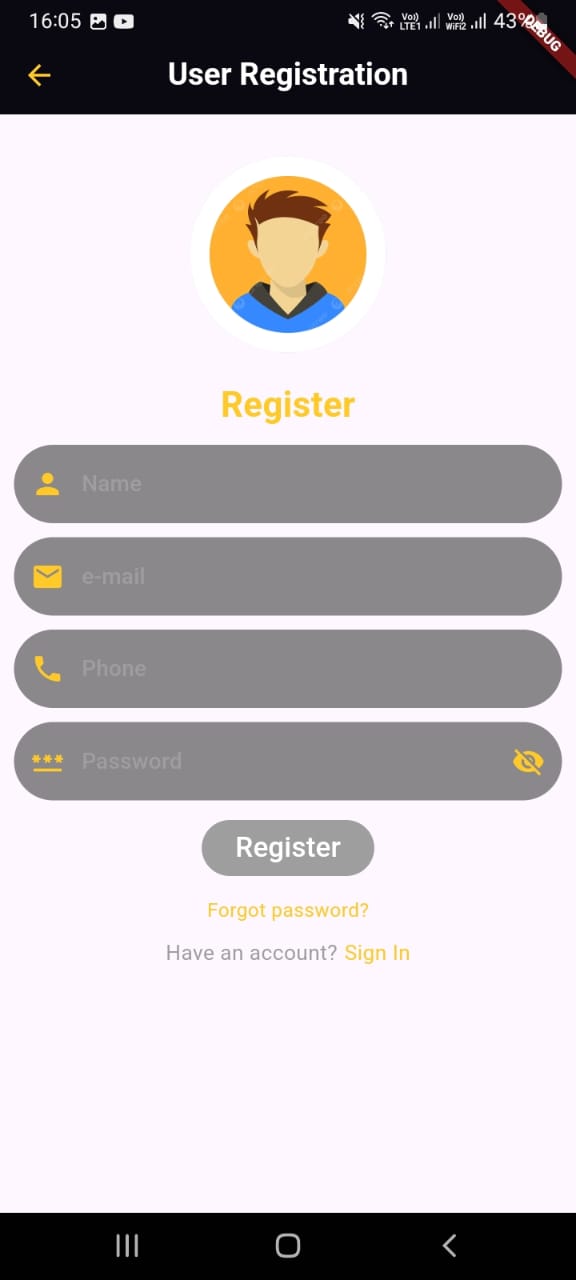 16:05 Vo)) LTE1 Vo)) WiFi2 43%
DEBUG
User Registration
Register
Name
e-mail
Phone
*** Password
Register
Forgot password?
Have an account? Sign In